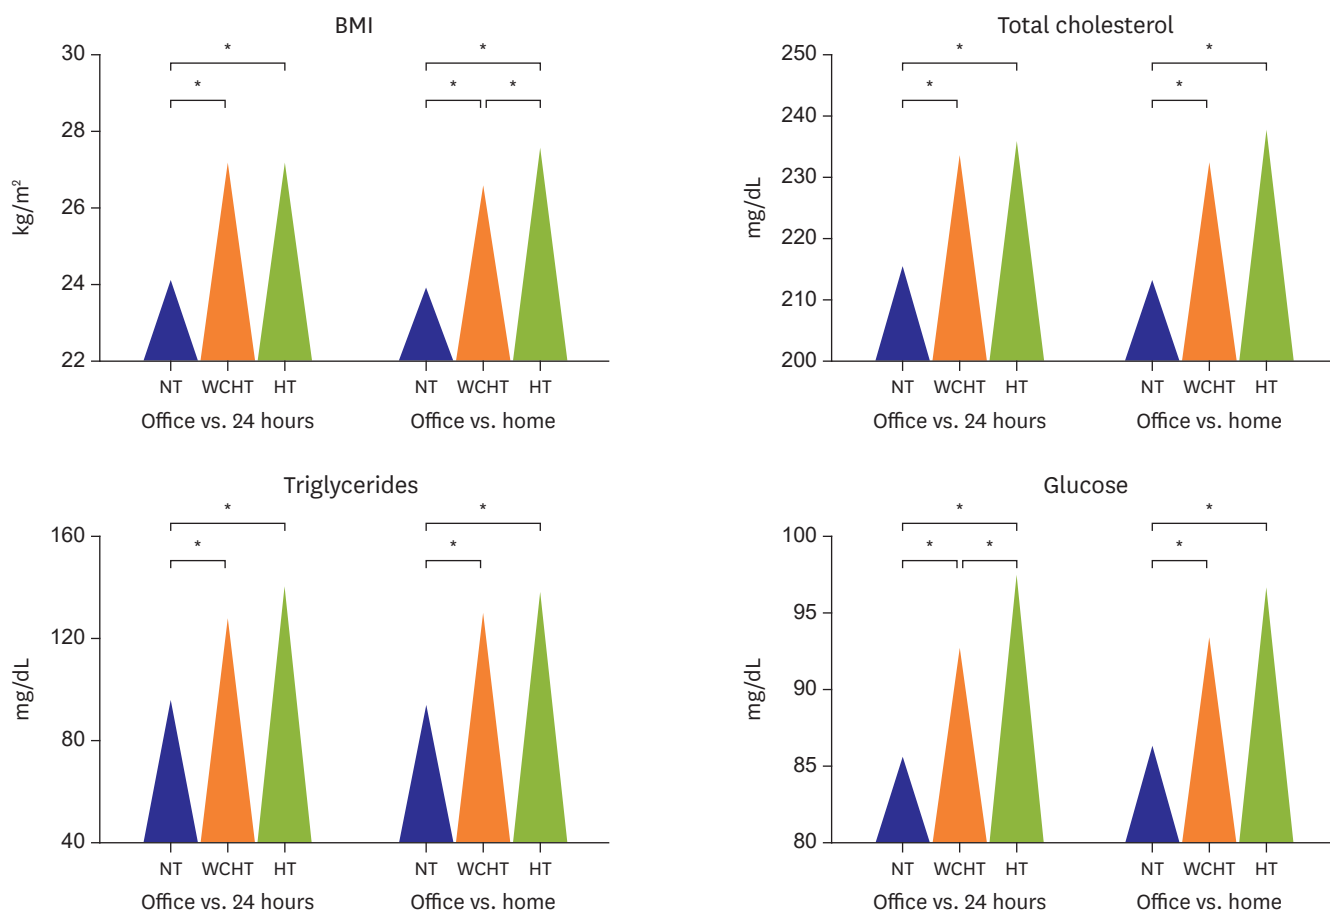 BMI
*
*
*
*
*
30
28
26
24
22
kg/m²
NT WCHT HT NT WCHT HT
Office vs. 24 hours Office vs. home
Total cholesterol
*
*
*
*
250
240
230
220
210
200
mg/dL
NT WCHT HT NT WCHT HT
Office vs. 24 hours Office vs. home
Triglycerides
*
*
*
*
160
120
80
40
mg/dL
NT WCHT HT NT WCHT HT
Office vs. 24 hours Office vs. home
Glucose
*
*
*
*
*
100
95
90
85
80
mg/dL
NT WCHT HT NT WCHT HT
Office vs. 24 hours Office vs. home